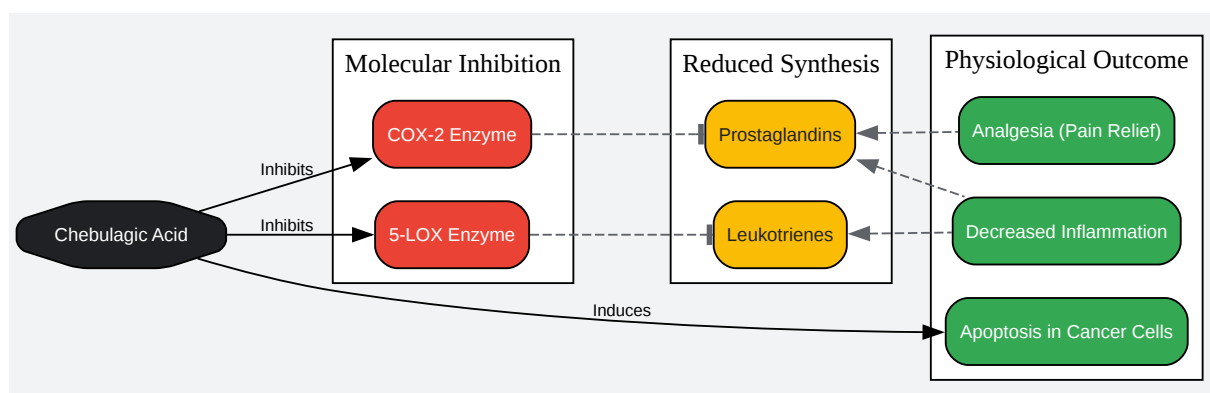 Molecular Inhibition
Reduced Synthesis
Physiological Outcome
COX-2 Enzyme
Prostaglandins
Analgesia (Pain Relief)
Inhibits
Chebulagic Acid
Inhibits
5-LOX Enzyme
Leukotrienes
Decreased Inflammation
Induces
Apoptosis in Cancer Cells